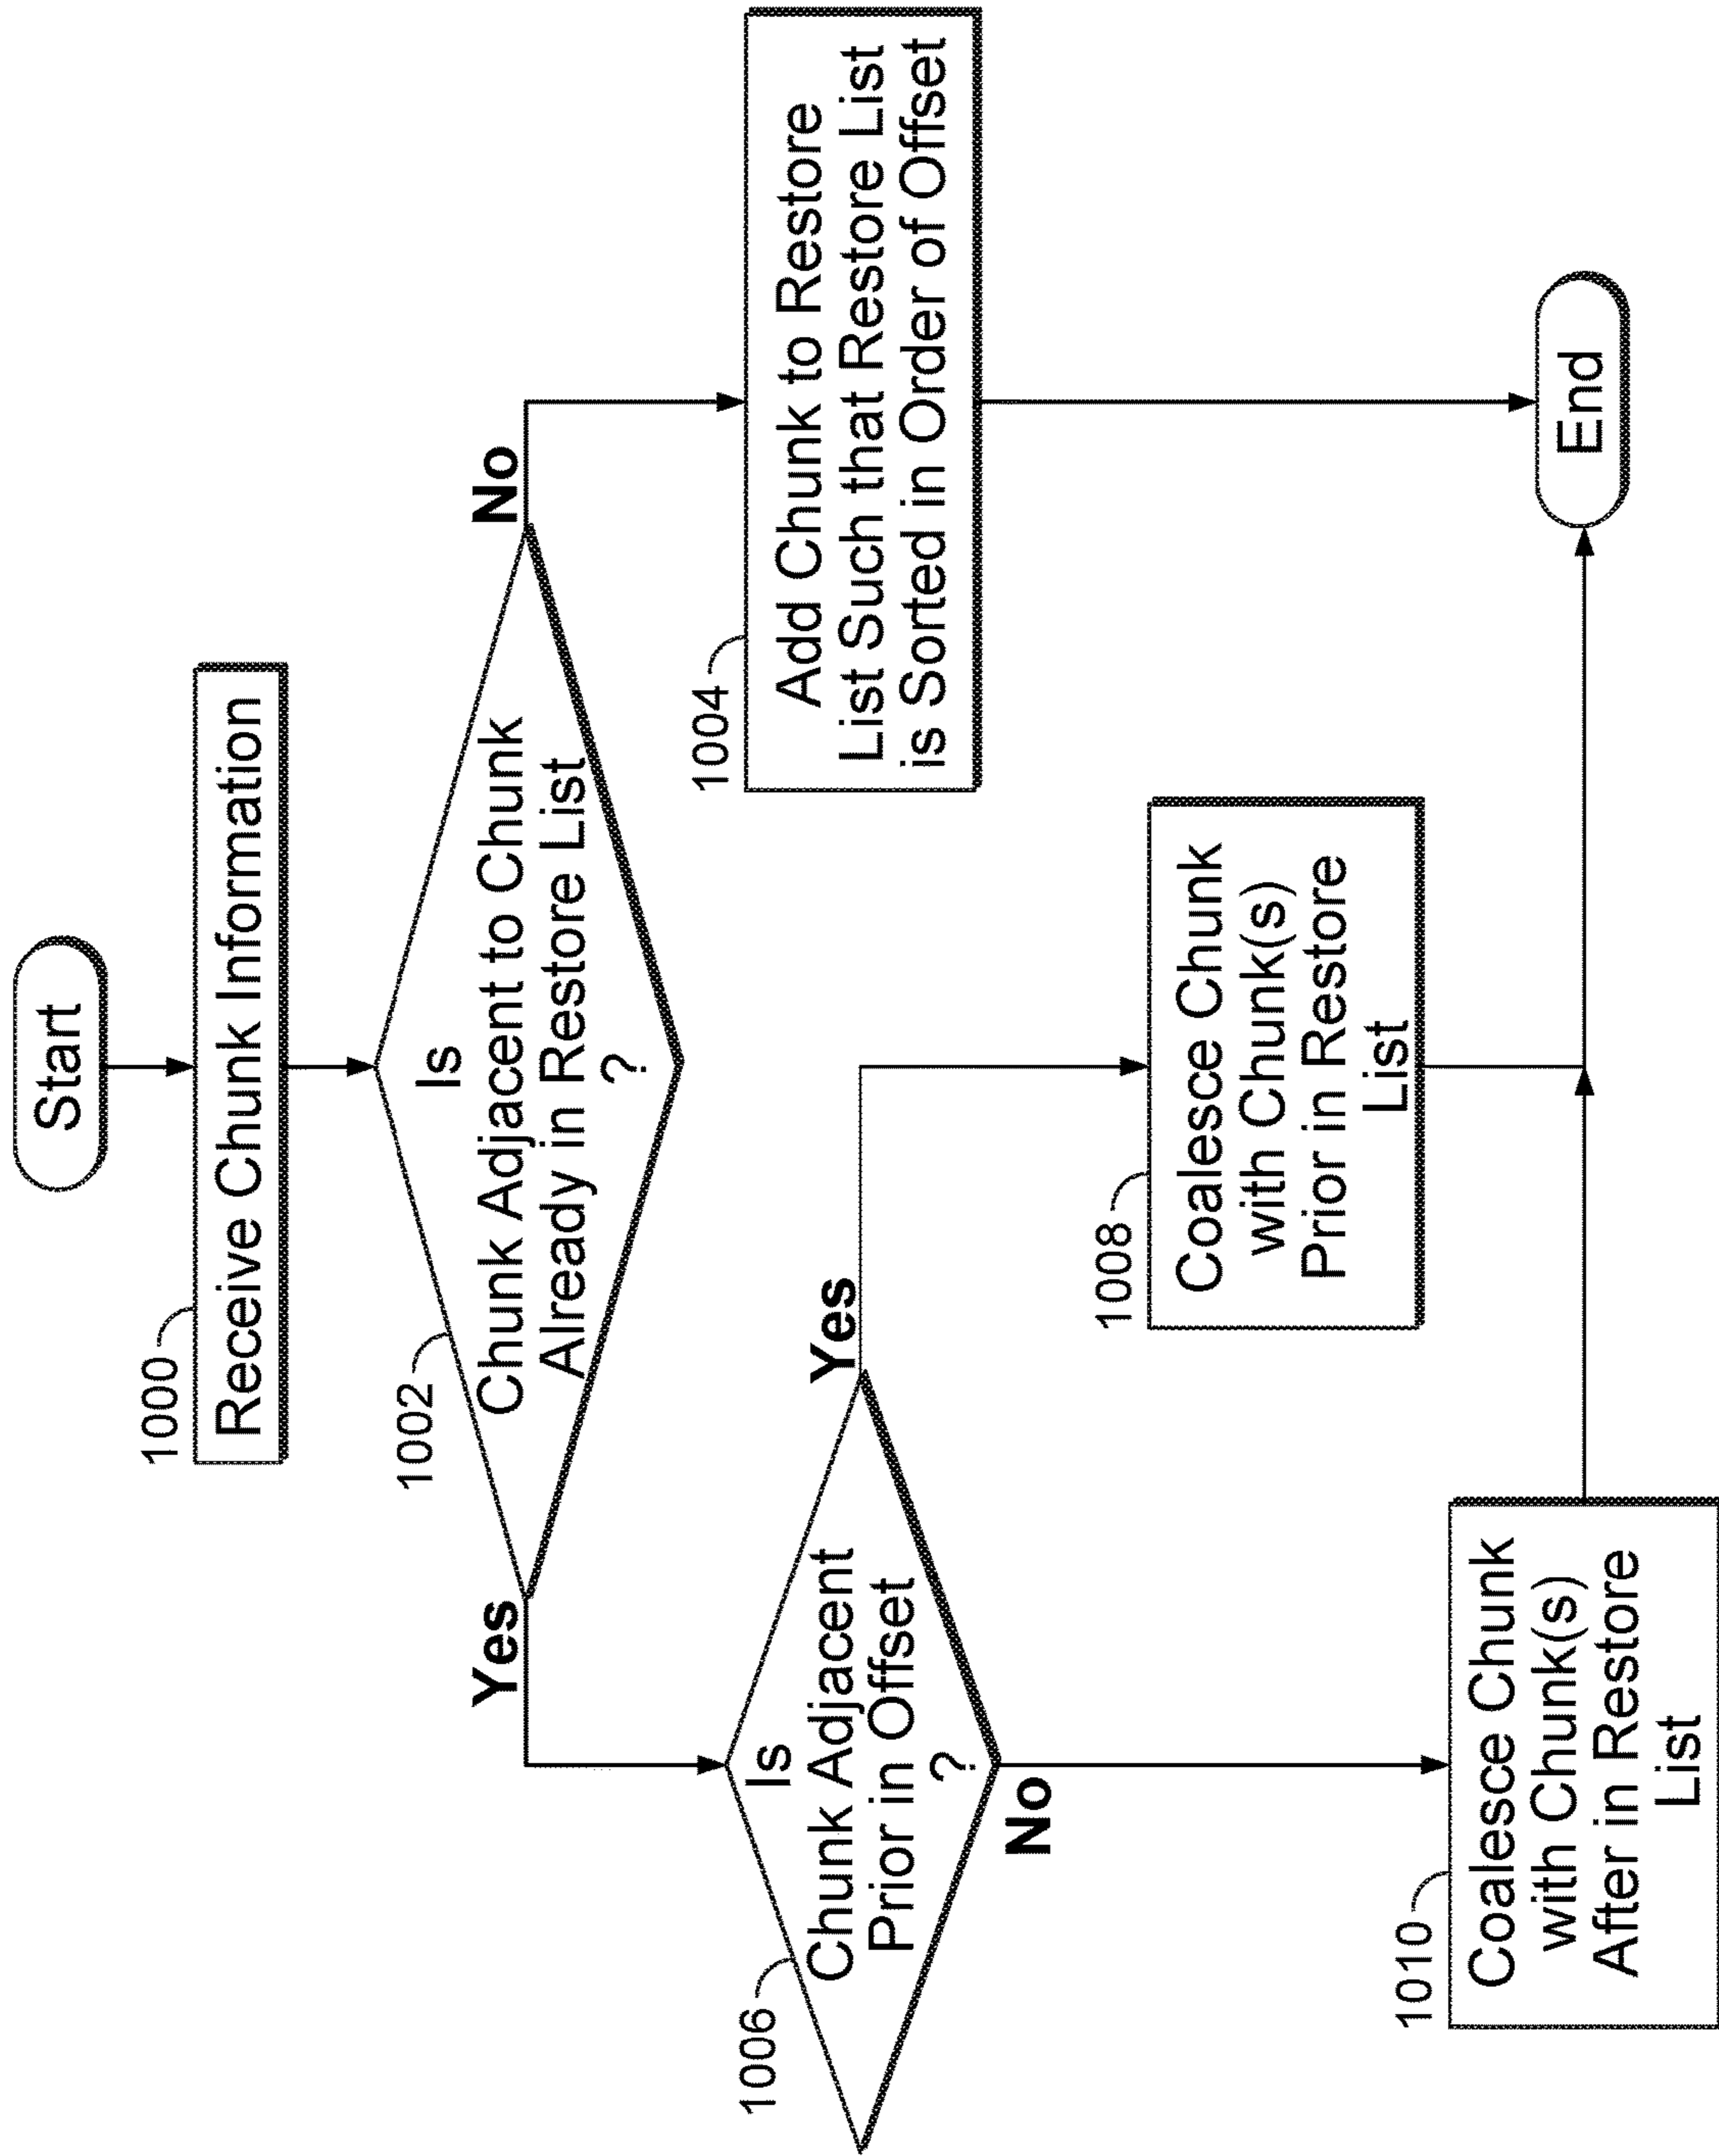 Start
1000
Receive Chunk Information
1002
Is
Chunk Adjacent to Chunk
Already in Restore List
?
Yes
No
1004
Add Chunk to Restore
List Such that Restore List
is Sorted in Order of Offset
1006
Is
Chunk Adjacent
Prior in Offset
?
Yes
No
1008
Coalesce Chunk
with Chunk(s)
Prior in Restore
List
1010
Coalesce Chunk
with Chunk(s)
After in Restore
List
End